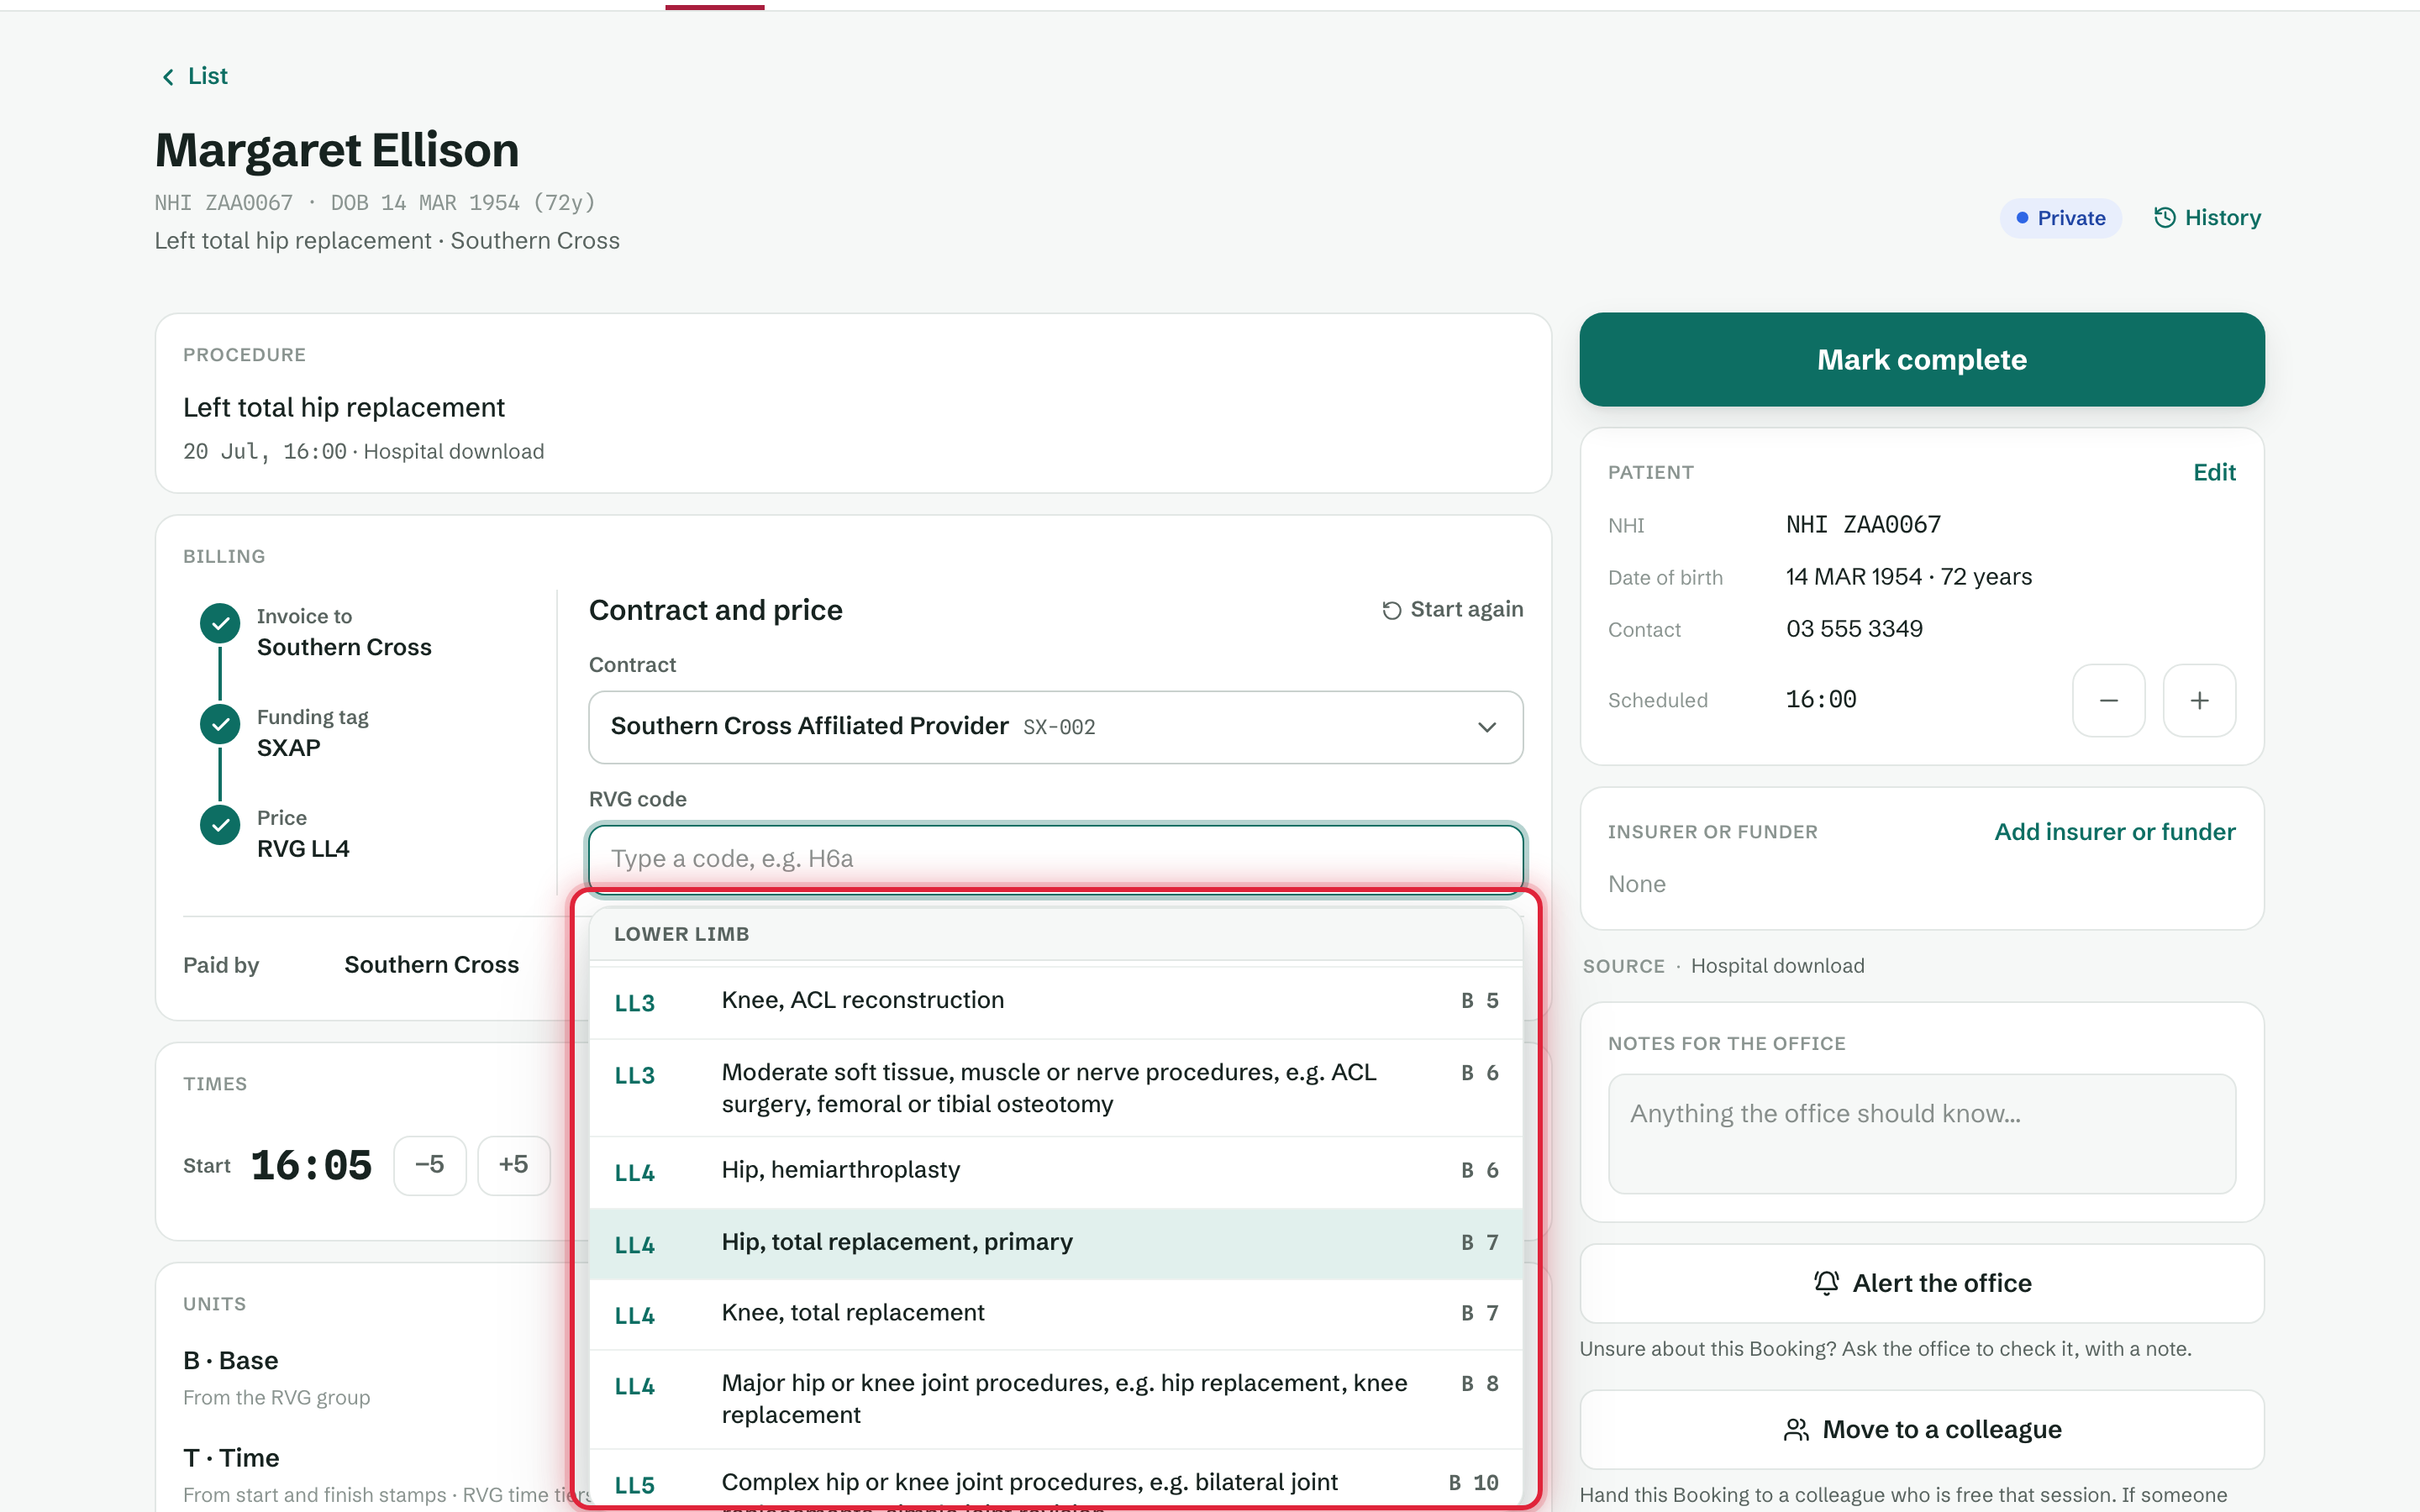 List
Margaret Ellison
NHI ZAA0067 · DOB 14 MAR 1954 (72y)
Left total hip replacement · Southern Cross
Private
History
PROCEDURE
Left total hip replacement
20 Jul, 16:00 · Hospital download
BILLING
Invoice to
Southern Cross
Funding tag
SXAP
Price
RVG LL4
Contract and price
Start again
Contract
Southern Cross Affiliated Provider SX-002
RVG code
Type a code, e.g. H6a
LOWER LIMB
LL3 Knee, ACL reconstruction B 5
LL3 Moderate soft tissue, muscle or nerve procedures, e.g. ACL B 6
surgery, femoral or tibial osteotomy
LL4 Hip, hemiarthroplasty B 6
LL4 Hip, total replacement, primary B 7
LL4 Knee, total replacement B 7
LL4 Major hip or knee joint procedures, e.g. hip replacement, knee B 8
replacement
LL5 Complex hip or knee joint procedures, e.g. bilateral joint B 10
Paid by Southern Cross
TIMES
Start 16:05 −5 +5
UNITS
B · Base
From the RVG group
T · Time
From start and finish stamps · RVG time tiers
Mark complete
PATIENT
Edit
NHI NHI ZAA0067
Date of birth 14 MAR 1954 · 72 years
Contact 03 555 3349
Scheduled 16:00 − +
INSURER OR FUNDER
Add insurer or funder
None
SOURCE · Hospital download
NOTES FOR THE OFFICE
Anything the office should know…
Alert the office
Unsure about this Booking? Ask the office to check it, with a note.
Move to a colleague
Hand this Booking to a colleague who is free that session. If someone